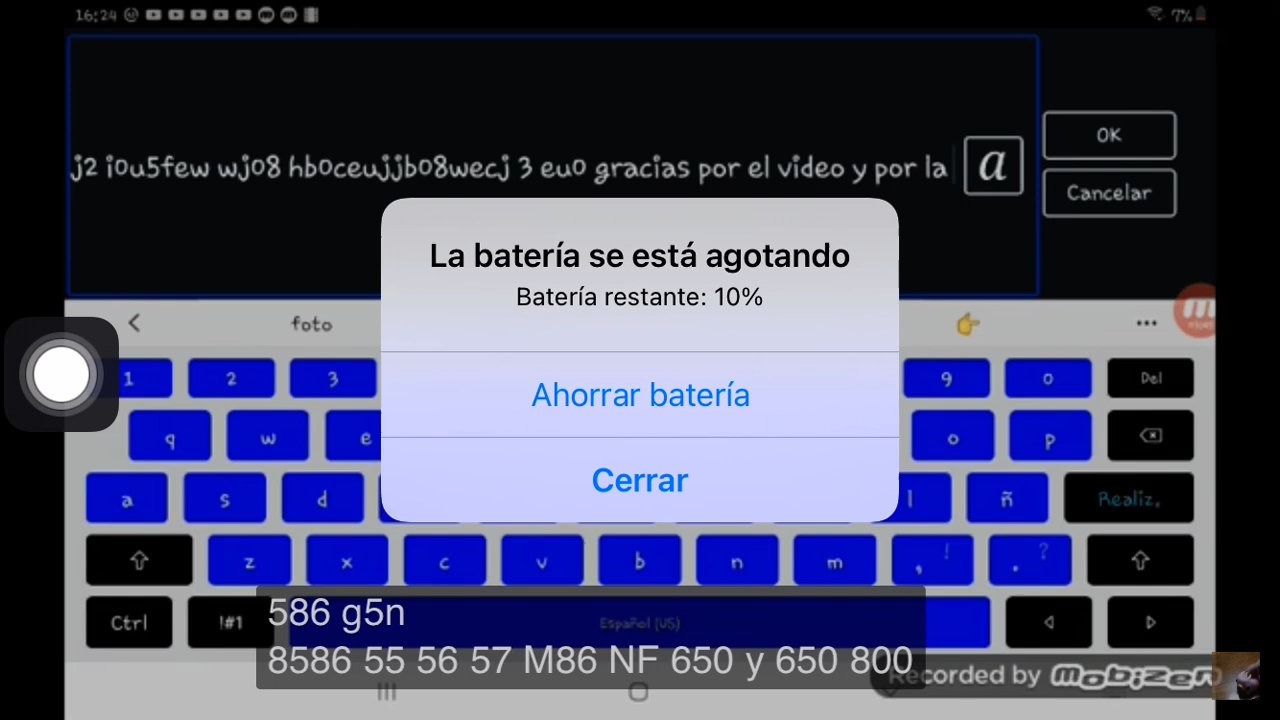 16:24 7%
j2 i0u5few wj08 hb0ceujjb08wecj 3 eu0 gracias por el video y por la a
OK
Cancelar
La batería se está agotando
Batería restante: 10%
Ahorrar batería
Cerrar
foto
1 2 3 9 0 Del
q w e o p
a s d l ñ Realiz.
z x c v b n m , ! . ?
Ctrl !#1 Español (US)
586 g5n
8586 55 56 57 M86 NF 650 y 650 800
Recorded by mobizen